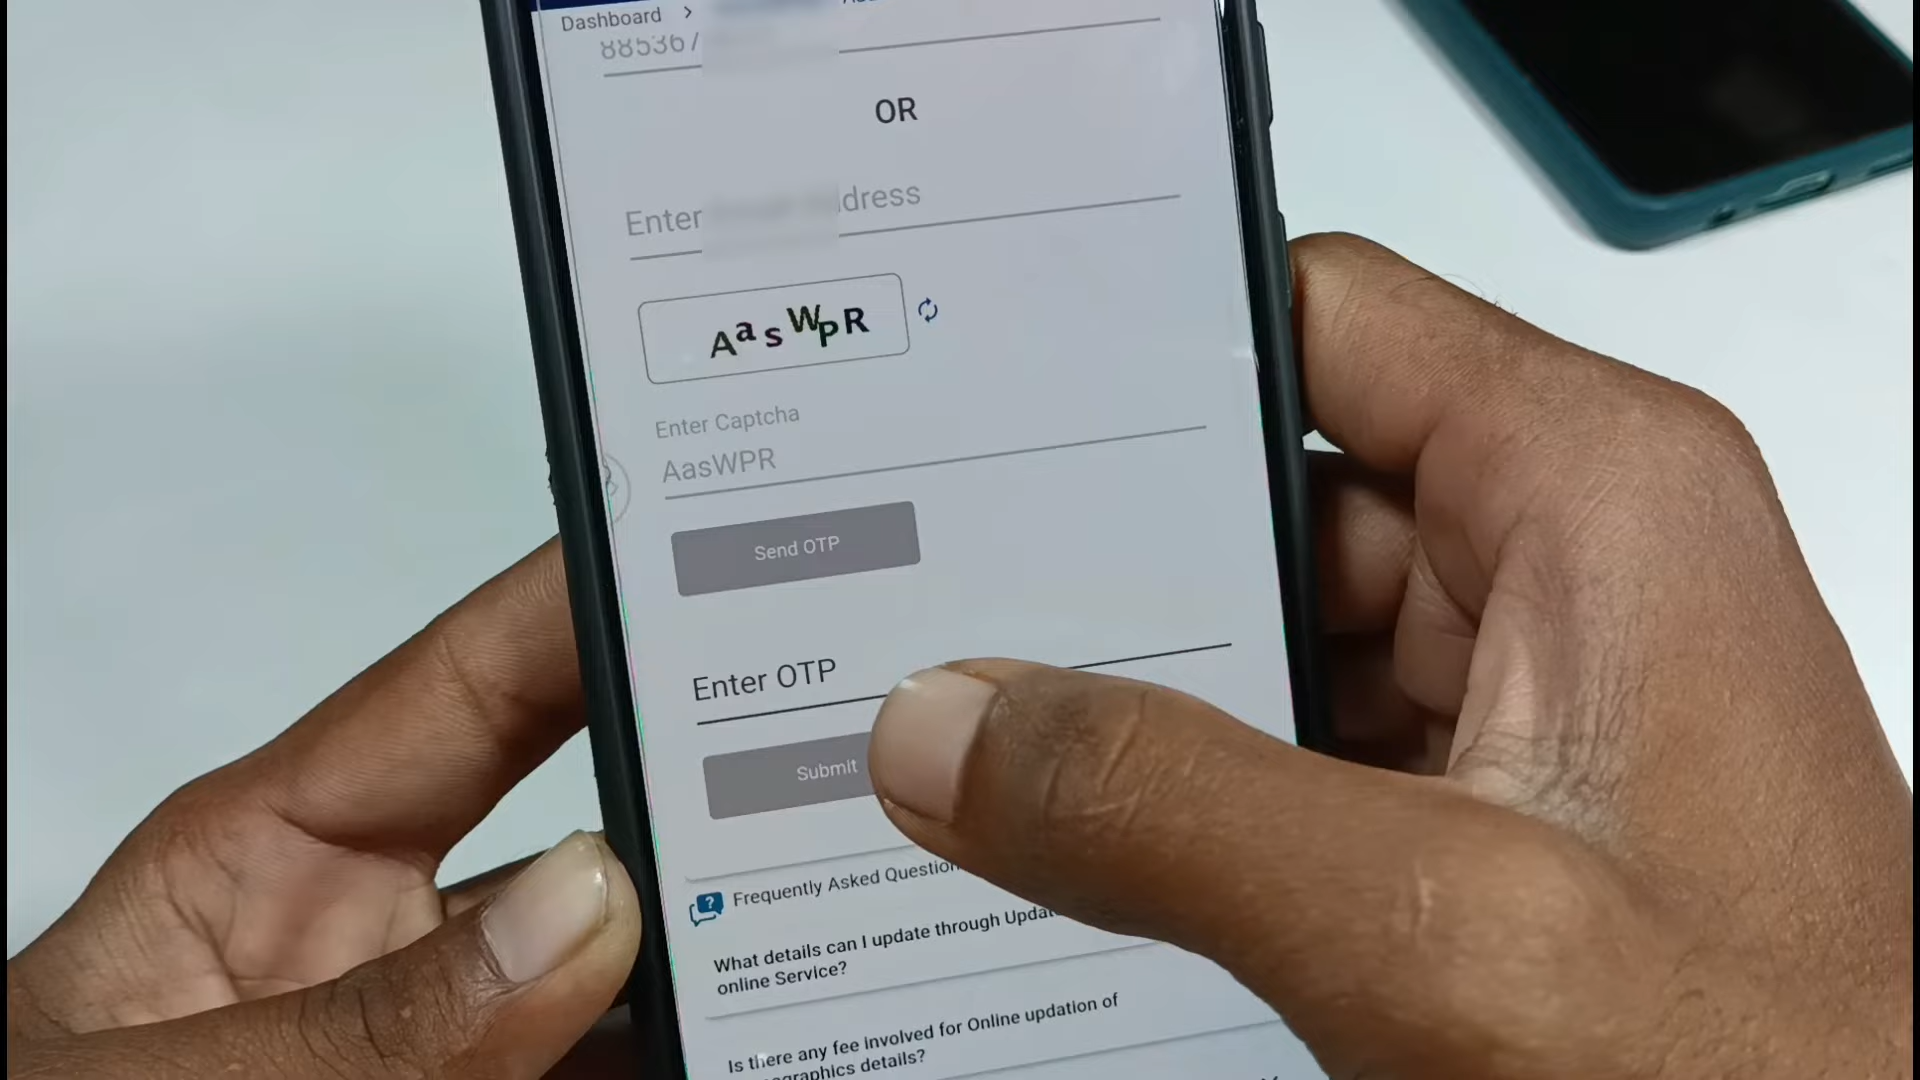 Dashboard >
88536
OR
Enter dress
AasWPR
Enter Captcha
AasWPR
Send OTP
Enter OTP
Submit
Frequently Asked Question
What details can I update through
online Service?
Is there any fee involved for Online updation of
graphics details?